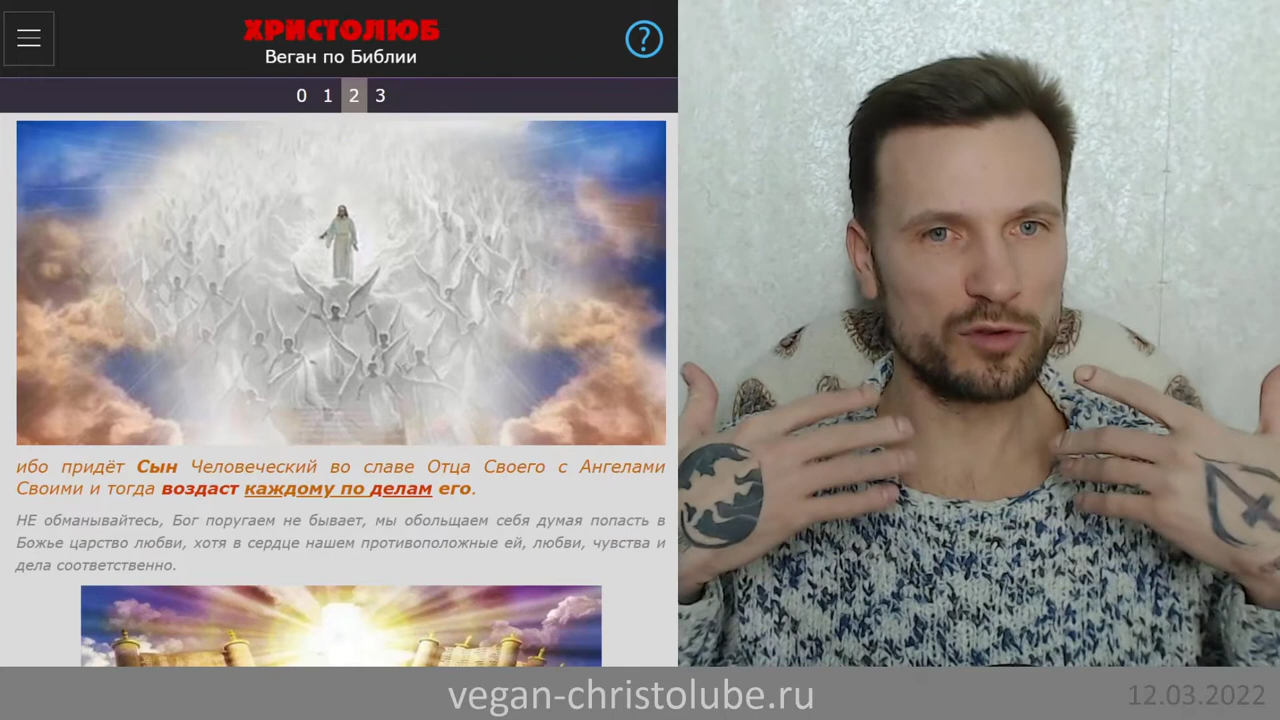 ХРИСТОЛЮБ
Веган по Библии
?
0 1 2 3
ибо придёт Сын Человеческий во славе Отца Своего с Ангелами
Своими и тогда воздаст каждому по делам его.
НЕ обманывайтесь, Бог поругаем не бывает, мы обольщаем себя думая попасть в
Божье царство любви, хотя в сердце нашем противоположные ей, любви, чувства и
дела соответственно.
vegan-christolube.ru
12.03.2022